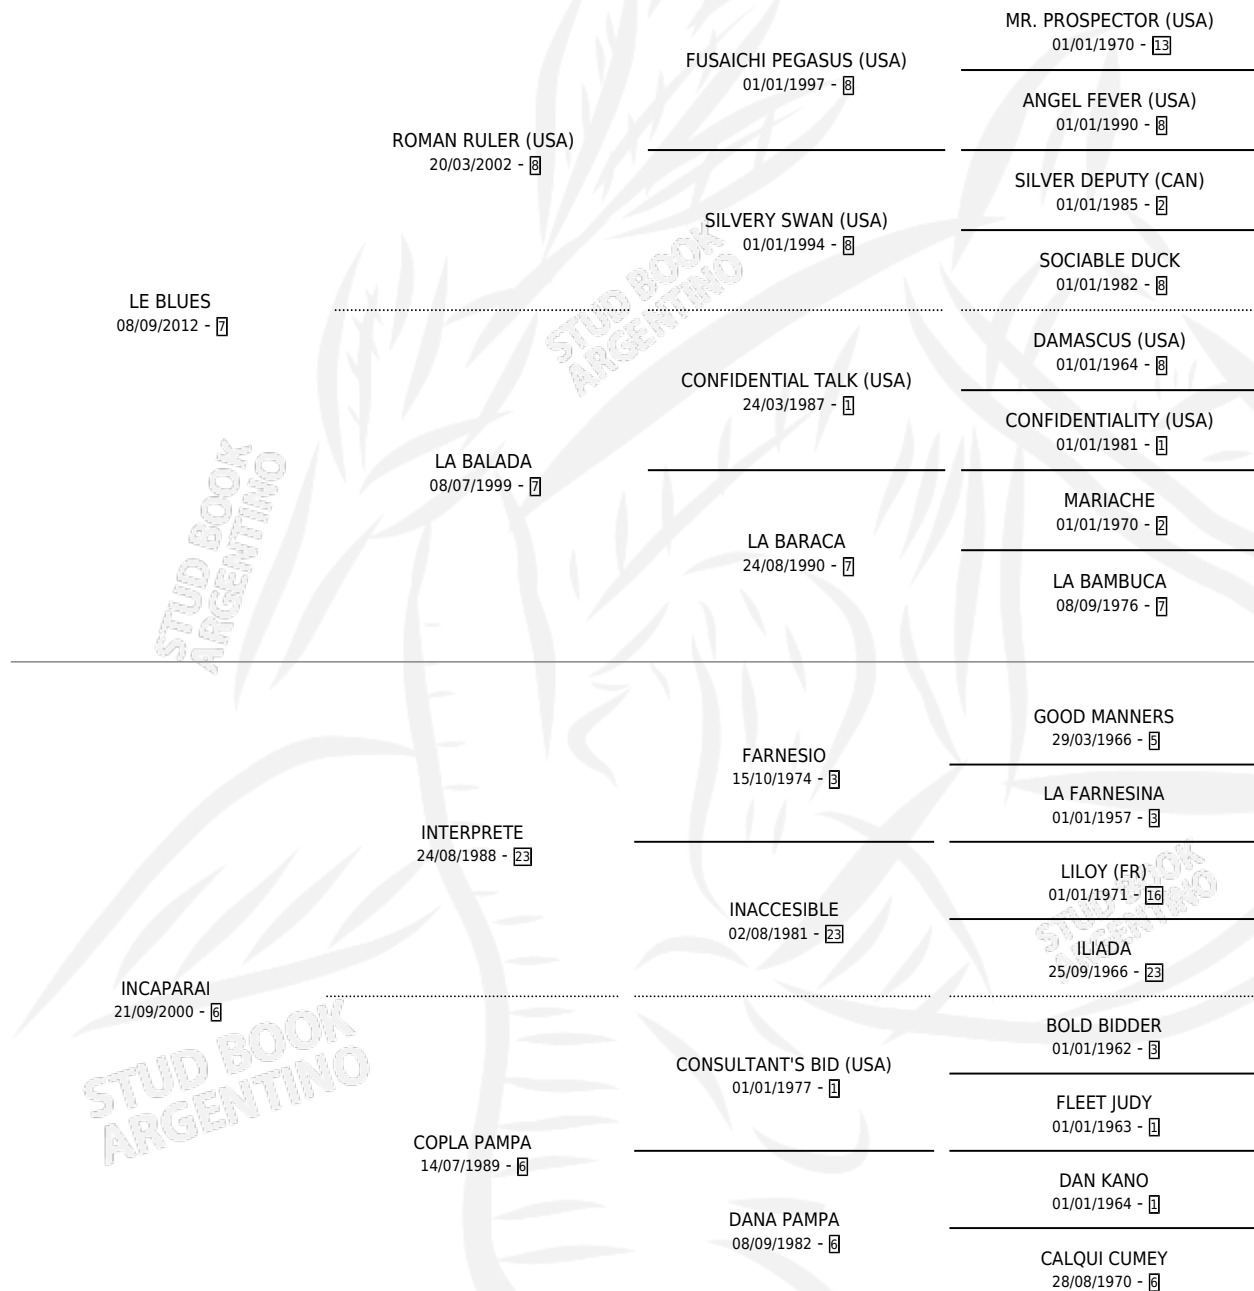 MR. PROSPECTOR (USA)
01/01/1970 - 13
FUSAICHI PEGASUS (USA)
01/01/1997 - 8
ANGEL FEVER (USA)
01/01/1990 - 8
ROMAN RULER (USA)
20/03/2002 - 8
SILVER DEPUTY (CAN)
01/01/1985 - 2
SILVERY SWAN (USA)
01/01/1994 - 8
SOCIABLE DUCK
01/01/1982 - 8
LE BLUES
08/09/2012 - 7
DAMASCUS (USA)
01/01/1964 - 8
CONFIDENTIAL TALK (USA)
24/03/1987 - 1
CONFIDENTIALITY (USA)
01/01/1981 - 1
LA BALADA
08/07/1999 - 7
MARIACHE
01/01/1970 - 2
LA BARACA
24/08/1990 - 7
LA BAMBUCA
08/09/1976 - 7
GOOD MANNERS
29/03/1966 - 5
FARNESIO
15/10/1974 - 3
LA FARNESINA
01/01/1957 - 3
INTERPRETE
24/08/1988 - 23
LILOY (FR)
01/01/1971 - 16
INACCESIBLE
02/08/1981 - 23
ILIADA
25/09/1966 - 23
INCAPARAI
21/09/2000 - 6
BOLD BIDDER
01/01/1962 - 3
CONSULTANT'S BID (USA)
01/01/1977 - 1
FLEET JUDY
01/01/1963 - 1
COPLA PAMPA
14/07/1989 - 6
DAN KANO
01/01/1964 - 1
DANA PAMPA
08/09/1982 - 6
CALQUI CUMEY
28/08/1970 - 6
STUD BOOK
ARGENTINO
STUD BOOK
ARGENTINO
STUD BOOK
ARGENTINO
STUD BOOK
ARGENTINO